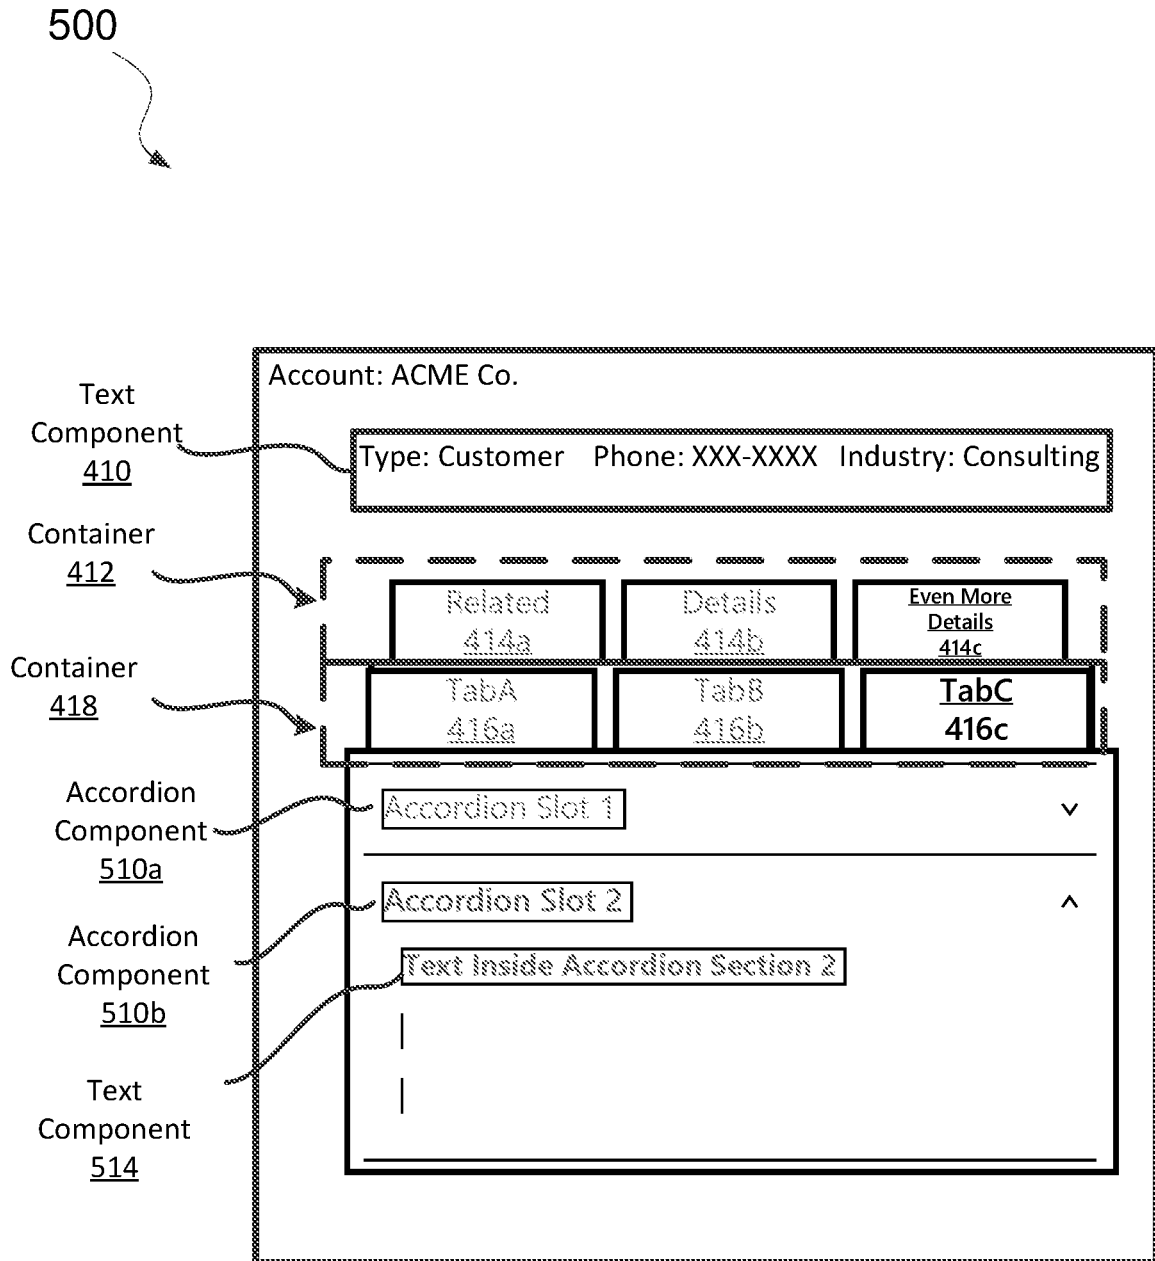 500
Account: ACME Co.
Text
Component
410
Type: Customer Phone: XXX-XXXX Industry: Consulting
Container
412
Related
414a
Details
414b
Even More
Details
414c
Container
418
TabA
416a
TabB
416b
TabC
416c
Accordion
Component
510a
Accordion Slot 1
Accordion
Component
510b
Accordion Slot 2
Text Inside Accordion Section 2
Text
Component
514